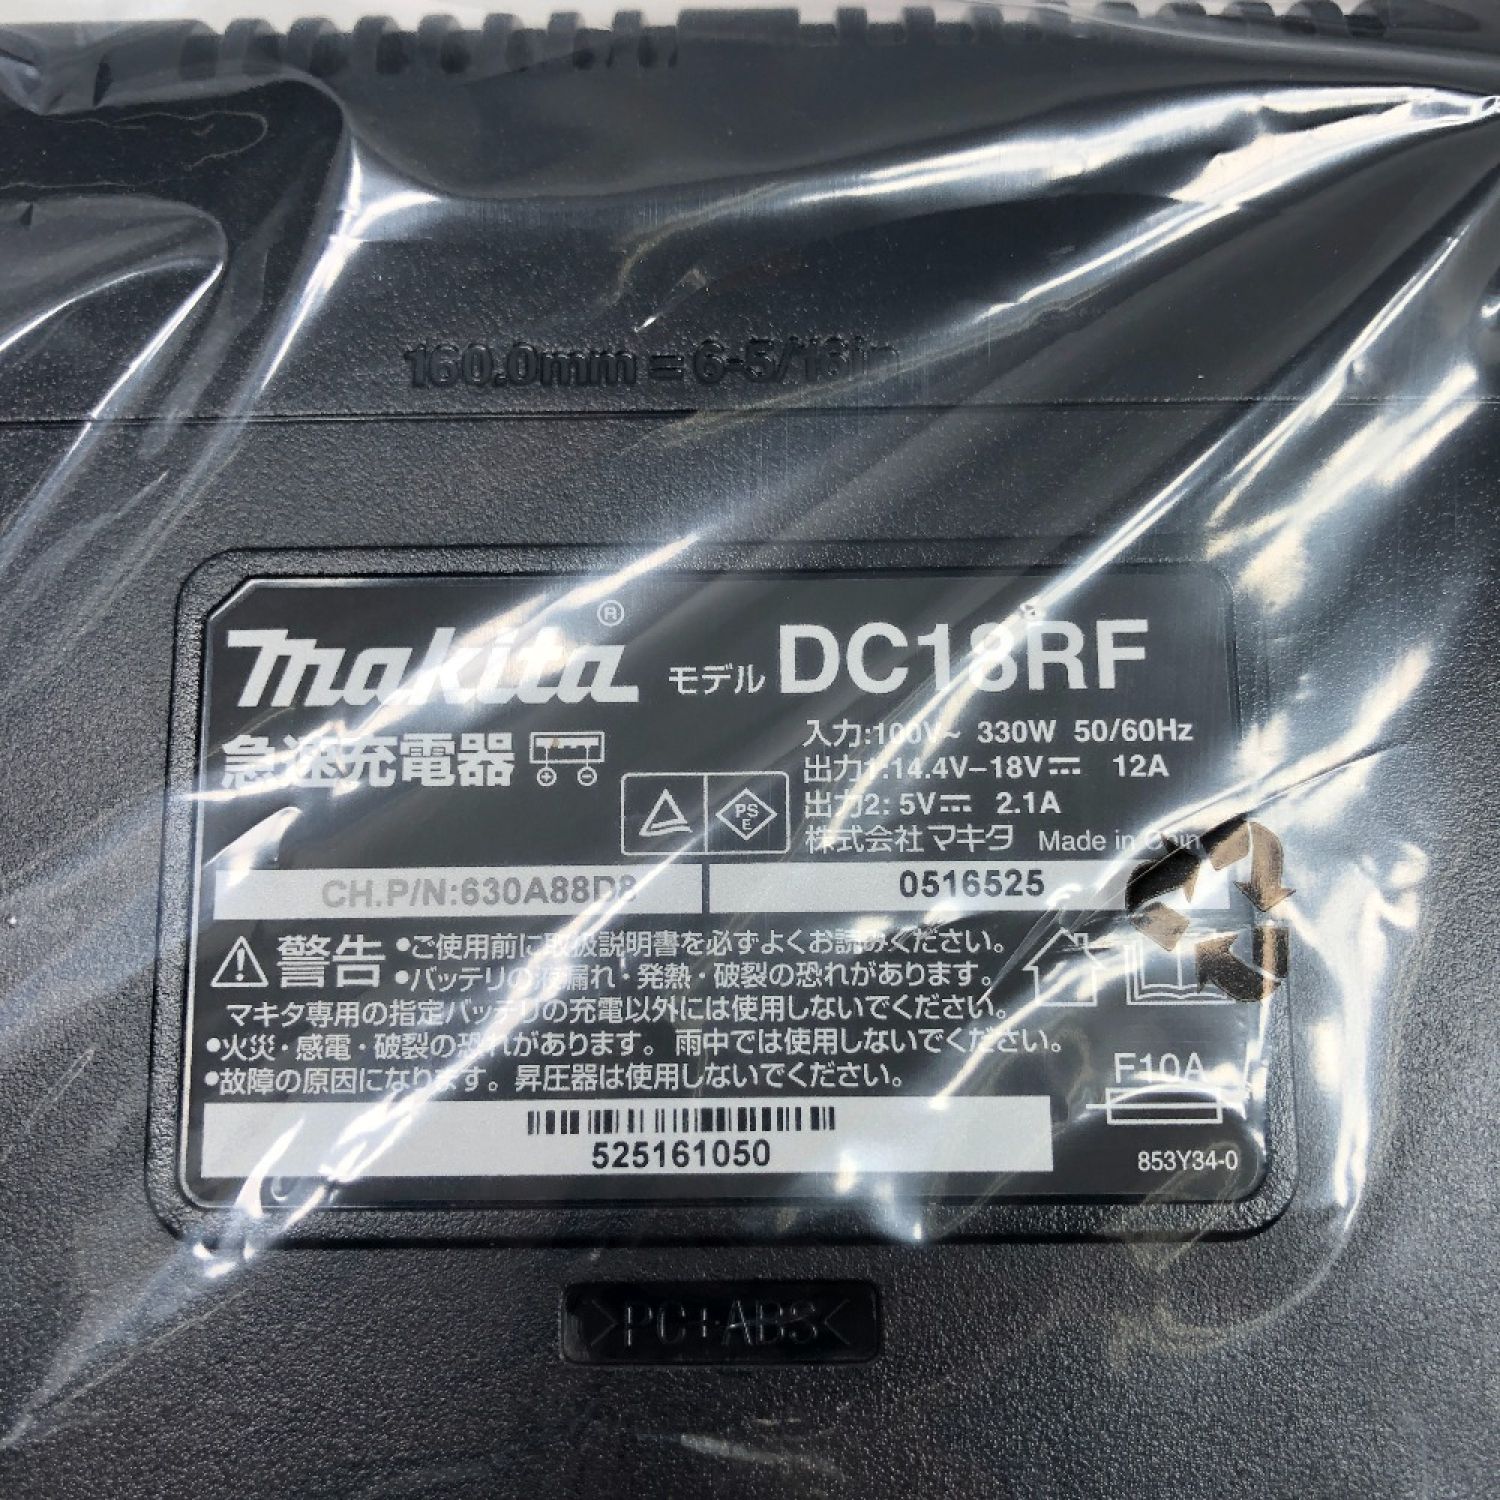 160.0mm = 6-5/16in
makita®
モデル DC18RF
急速充電器
入力:100V~ 330W 50/60Hz
出力1:14.4V–18V⎓ 12A
出力2: 5V⎓ 2.1A
PS
E
株式会社 マキタ Made in
CH.P/N:630A88D8
0516525
警告 •ご使用前に取扱説明書を必ずよくお読みください。
•バッテリの液漏れ・発熱・破裂の恐れがあります。
マキタ専用の指定バッテリの充電以外には使用しないでください。
•火災・感電・破裂の恐れがあります。雨中では使用しないでください。
•故障の原因になります。昇圧器は使用しないでください。
F10A
525161050
853Y34-0
>PC+ABS<